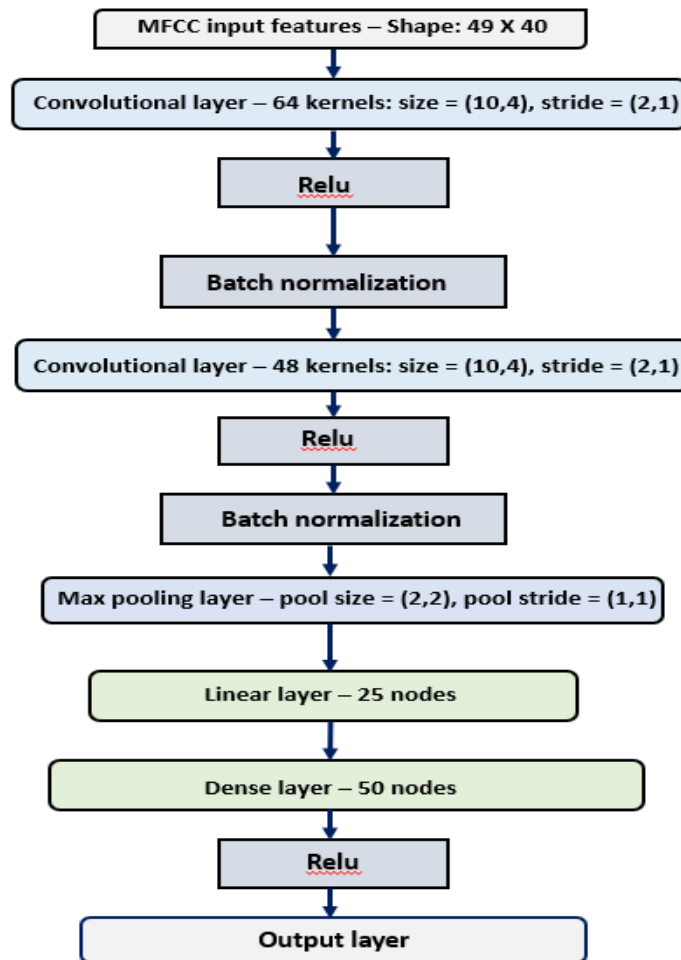 MFCC input features – Shape: 49 X 40
Convolutional layer – 64 kernels: size = (10,4), stride = (2,1)
Relu
Batch normalization
Convolutional layer – 48 kernels: size = (10,4), stride = (2,1)
Relu
Batch normalization
Max pooling layer – pool size = (2,2), pool stride = (1,1)
Linear layer – 25 nodes
Dense layer – 50 nodes
Relu
Output layer